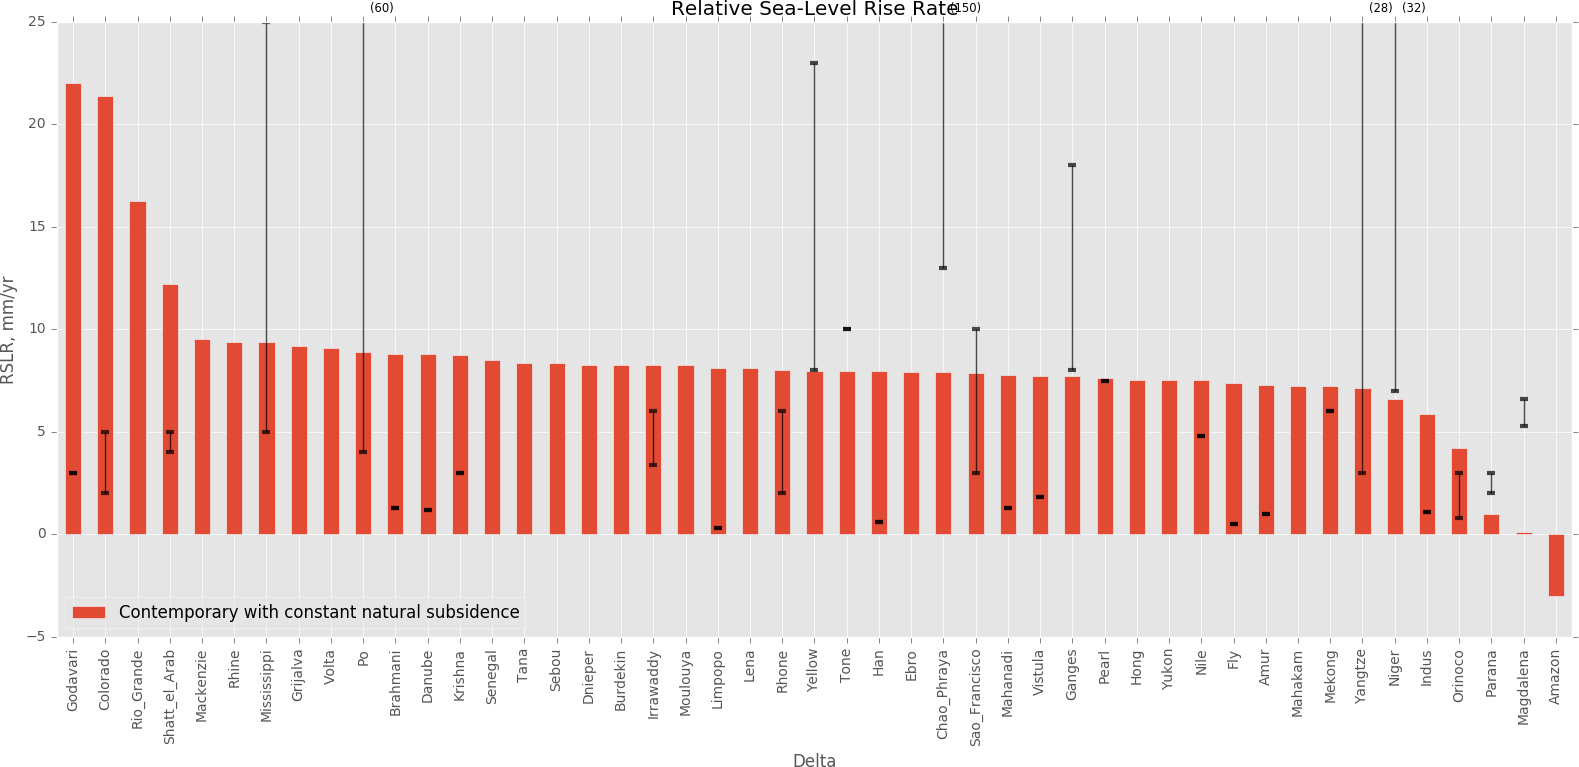 (60)
Relative Sea-Level Rise Rate
(150)
(28)
(32)
25
20
15
10
5
0
−5
RSLR, mm/yr
Contemporary with constant natural subsidence
Godavari
Colorado
Rio_Grande
Shatt_el_Arab
Mackenzie
Rhine
Mississippi
Grijalva
Volta
Po
Brahmani
Danube
Krishna
Senegal
Tana
Sebou
Dnieper
Burdekin
Irrawaddy
Moulouya
Limpopo
Lena
Rhone
Yellow
Tone
Han
Ebro
Chao_Phraya
Sao_Francisco
Mahanadi
Vistula
Ganges
Pearl
Hong
Yukon
Nile
Fly
Amur
Mahakam
Mekong
Yangtze
Niger
Indus
Orinoco
Parana
Magdalena
Amazon
Delta